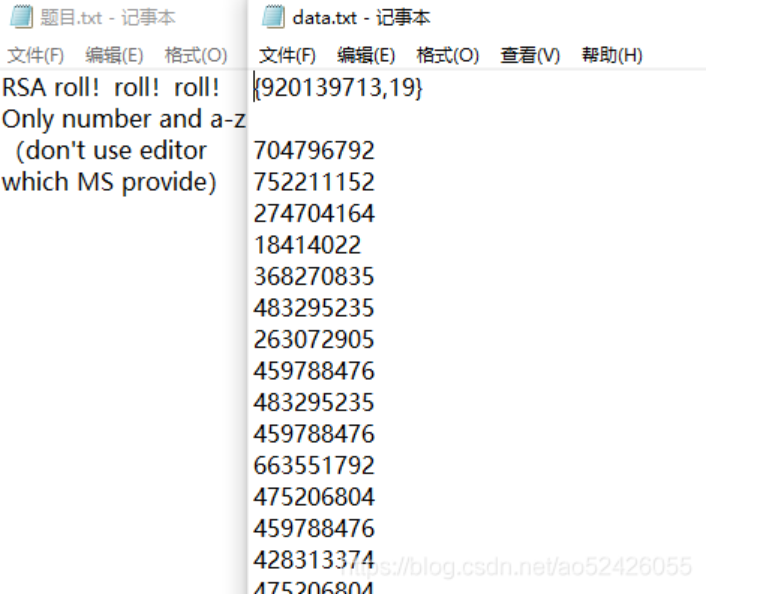 题目.txt - 记事本
文件(F) 编辑(E) 格式(O)
RSA roll! roll! roll!
Only number and a-z
（don't use editor
which MS provide）
data.txt - 记事本
文件(F) 编辑(E) 格式(O) 查看(V) 帮助(H)
{920139713,19}
704796792
752211152
274704164
18414022
368270835
483295235
263072905
459788476
483295235
459788476
663551792
475206804
459788476
428313374
475206804
https://blog.csdn.net/ao52426055